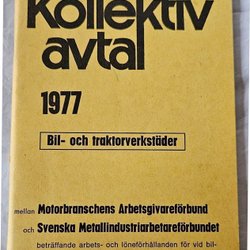 Kollektiv
avtal
1977
Bil- och traktorverkstäder
mellan Motorbranschens Arbetsgivareförbund
och Svenska Metallindustriarbetareförbundet
beträffande arbets- och löneförhållanden för vid bil-